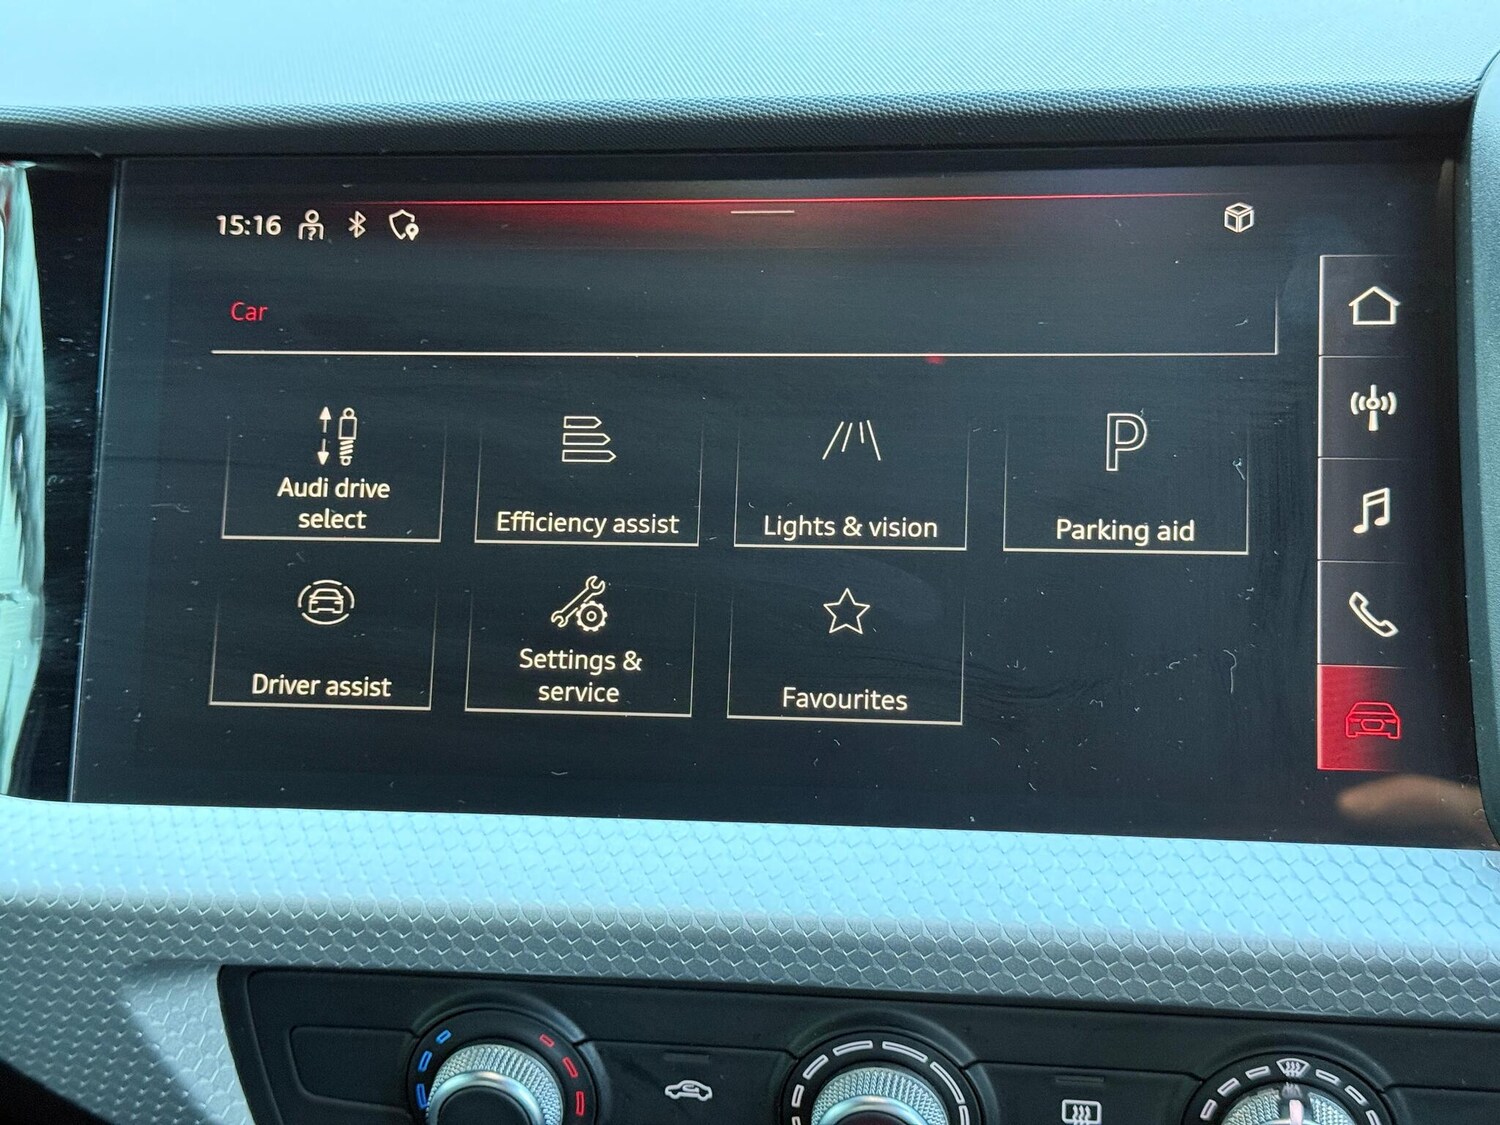 15:16
Car
Audi drive
select
Efficiency assist
Lights & vision
P
Parking aid
Driver assist
Settings &
service
Favourites